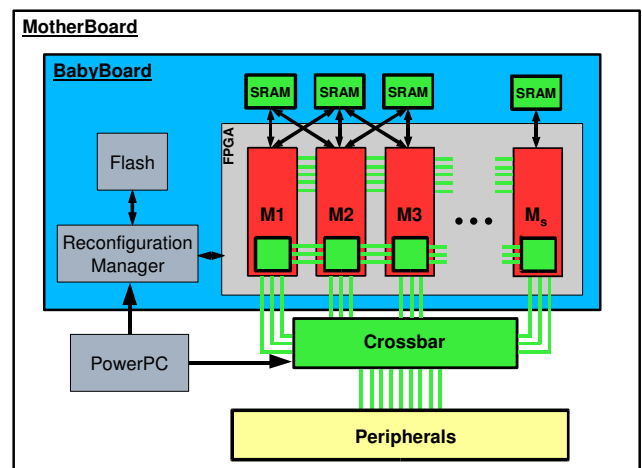 MotherBoard
BabyBoard
SRAM SRAM SRAM SRAM
FPGA
Flash
M1 M2 M3 ... Ms
Reconfiguration
Manager
Crossbar
PowerPC
Peripherals